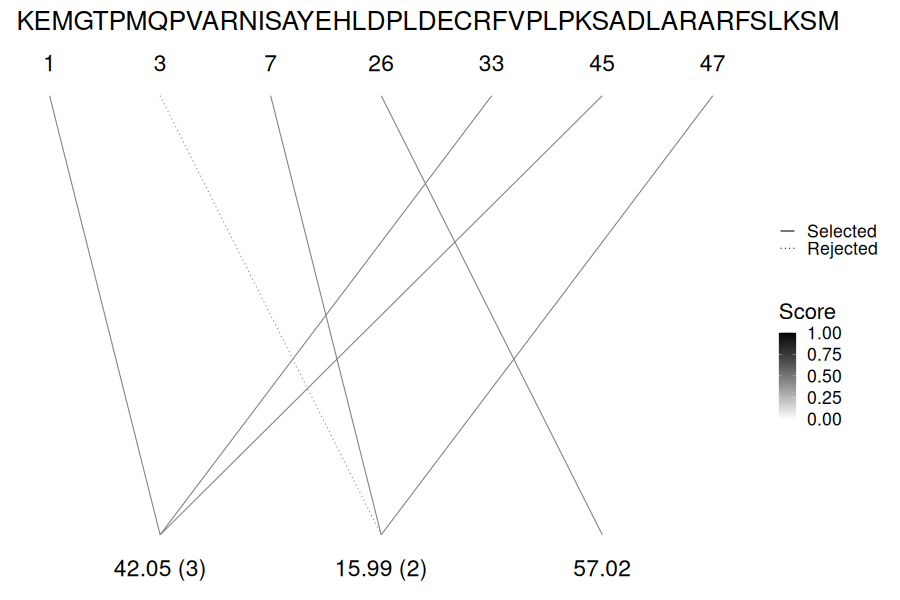 KEMGTPMQPVARNISAYEHLDPLDECRFVPLPKSADLARARFSLKSM
1 3 7 26 33 45 47
Selected
Rejected
Score
1.00
0.75
0.50
0.25
0.00
42.05 (3) 15.99 (2) 57.02